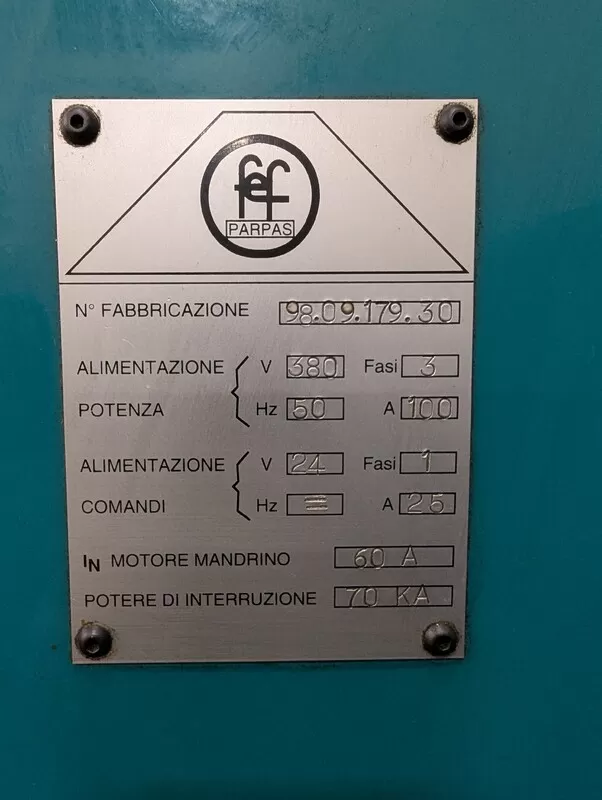 fef
PARPAS
N° FABBRICAZIONE 98.09.179.30
ALIMENTAZIONE V 380 Fasi 3
POTENZA Hz 50 A 100
ALIMENTAZIONE V 24 Fasi 1
COMANDI Hz = A 25
IN MOTORE MANDRINO 60 A
POTERE DI INTERRUZIONE 70 KA